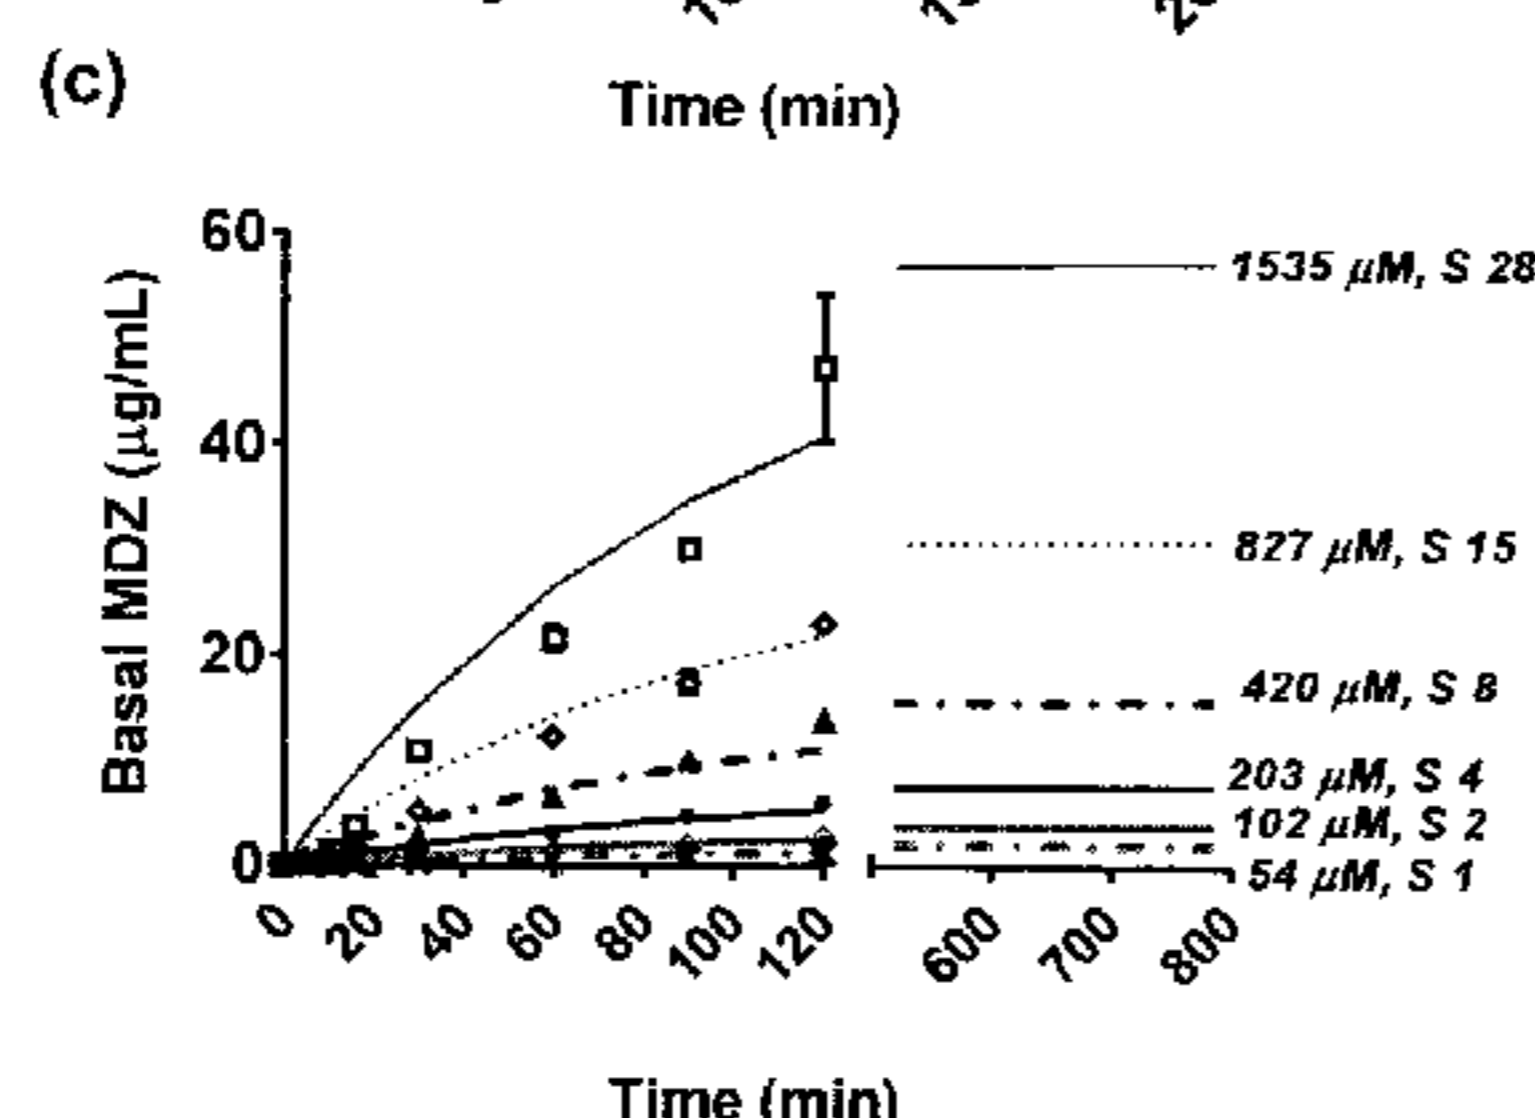 (c)
Time (min)
Basal MDZ (μg/mL)
60
40
20
0
0 20 40 60 80 100 120 600 700 800
1535 μM, S 28
827 μM, S 15
420 μM, S 8
203 μM, S 4
102 μM, S 2
54 μM, S 1
Time (min)